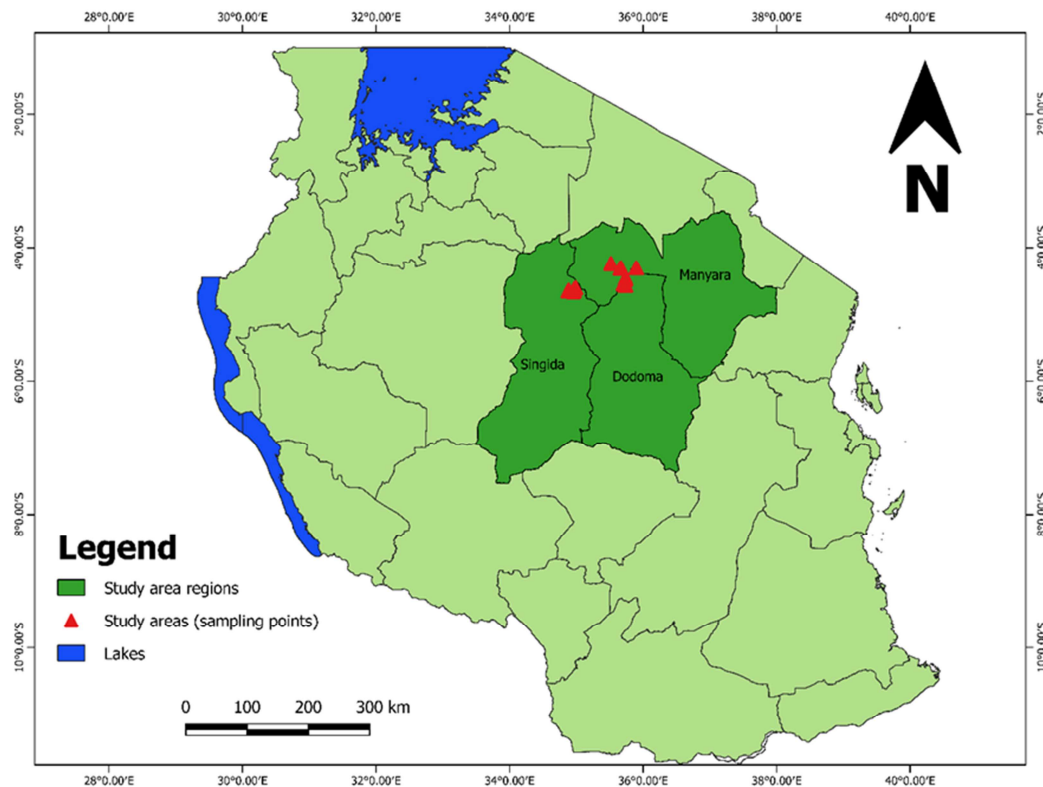 28°0.00'E 30°0.00'E 32°0.00'E 34°0.00'E 36°0.00'E 38°0.00'E 40°0.00'E
2°0.00'S 2°0.00'S
N
4°0.00'S 4°0.00'S
Manyara
Singida
Dodoma
6°0.00'S 6°0.00'S
8°0.00'S 8°0.00'S
Legend
Study area regions
Study areas (sampling points)
Lakes
10°0.00'S 10°0.00'S
0 100 200 300 km
28°0.00'E 30°0.00'E 32°0.00'E 34°0.00'E 36°0.00'E 38°0.00'E 40°0.00'E